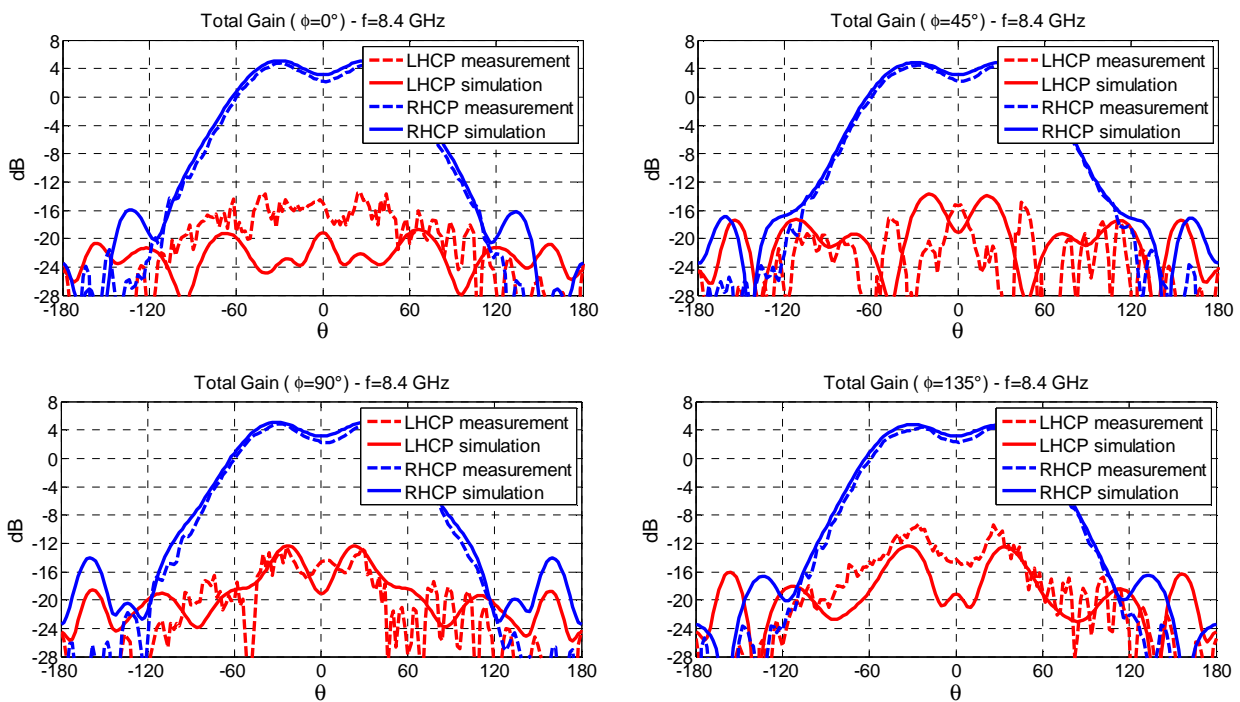 Total Gain ( ϕ=0°) - f=8.4 GHz
8
4
0
-4
-8
-12
-16
-20
-24
-28
dB
-180 -120 -60 0 60 120 180
θ
LHCP measurement
LHCP simulation
RHCP measurement
RHCP simulation
Total Gain ( ϕ=45°) - f=8.4 GHz
8
4
0
-4
-8
-12
-16
-20
-24
-28
dB
-180 -120 -60 0 60 120 180
θ
LHCP measurement
LHCP simulation
RHCP measurement
RHCP simulation
Total Gain ( ϕ=90°) - f=8.4 GHz
8
4
0
-4
-8
-12
-16
-20
-24
-28
dB
-180 -120 -60 0 60 120 180
θ
LHCP measurement
LHCP simulation
RHCP measurement
RHCP simulation
Total Gain ( ϕ=135°) - f=8.4 GHz
8
4
0
-4
-8
-12
-16
-20
-24
-28
dB
-180 -120 -60 0 60 120 180
θ
LHCP measurement
LHCP simulation
RHCP measurement
RHCP simulation